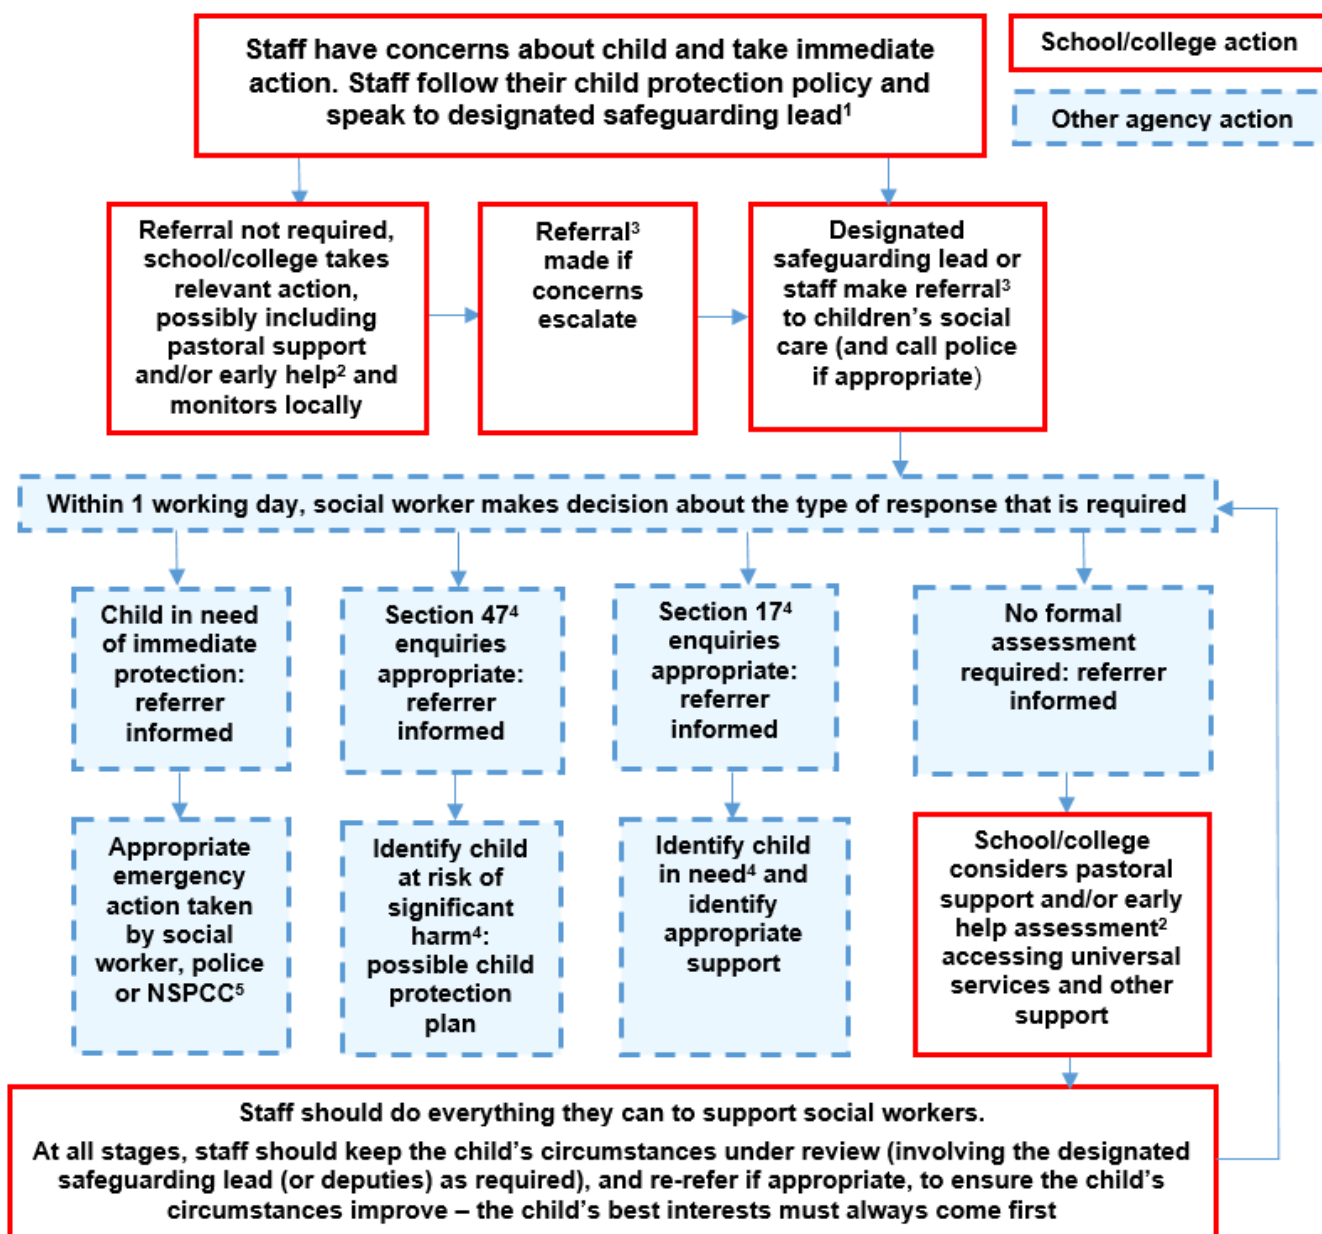 Staff have concerns about child and take immediate
action. Staff follow their child protection policy and
speak to designated safeguarding lead¹
School/college action
Other agency action
Referral not required,
school/college takes
relevant action,
possibly including
pastoral support
and/or early help² and
monitors locally
Referral³
made if
concerns
escalate
Designated
safeguarding lead or
staff make referral³
to children’s social
care (and call police
if appropriate)
Within 1 working day, social worker makes decision about the type of response that is required
Child in need
of immediate
protection:
referrer
informed
Section 47⁴
enquiries
appropriate:
referrer
informed
Section 17⁴
enquiries
appropriate:
referrer
informed
No formal
assessment
required: referrer
informed
Appropriate
emergency
action taken
by social
worker, police
or NSPCC⁵
Identify child
at risk of
significant
harm⁴:
possible child
protection
plan
Identify child
in need⁴ and
identify
appropriate
support
School/college
considers pastoral
support and/or early
help assessment²
accessing universal
services and other
support
Staff should do everything they can to support social workers.
At all stages, staff should keep the child’s circumstances under review (involving the designated
safeguarding lead (or deputies) as required), and re-refer if appropriate, to ensure the child’s
circumstances improve – the child’s best interests must always come first